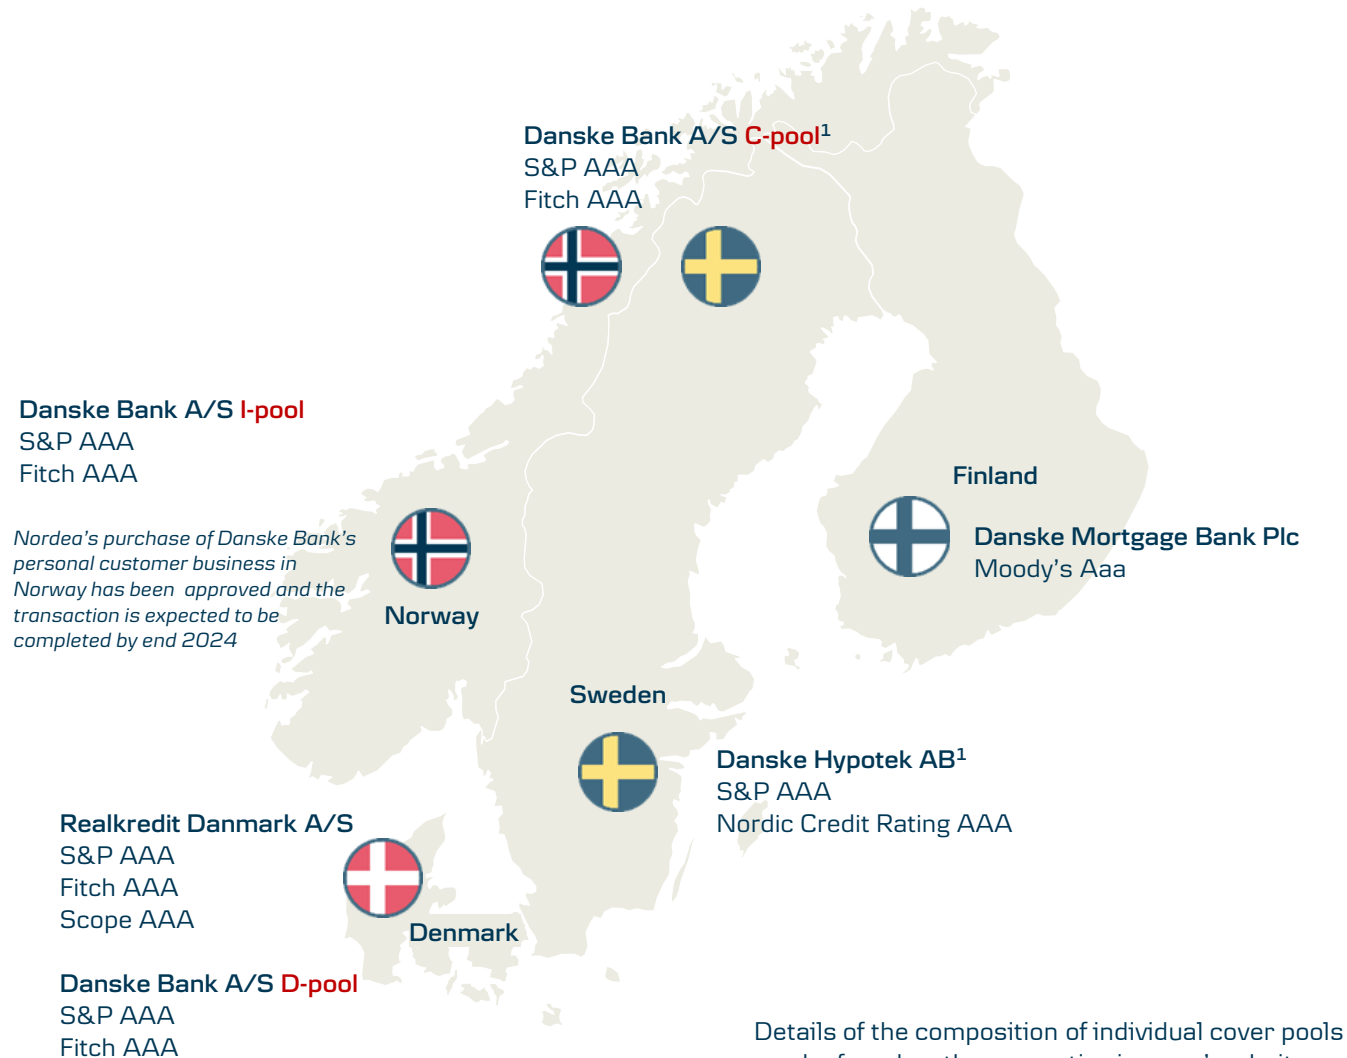 Danske Bank A/S C-pool¹
S&P AAA
Fitch AAA
Danske Bank A/S I-pool
S&P AAA
Fitch AAA
Nordea's purchase of Danske Bank's
personal customer business in
Norway has been approved and the
transaction is expected to be
completed by end 2024
Norway
Finland
Danske Mortgage Bank Plc
Moody's Aaa
Sweden
Danske Hypotek AB¹
S&P AAA
Nordic Credit Rating AAA
Realkredit Danmark A/S
S&P AAA
Fitch AAA
Scope AAA
Denmark
Danske Bank A/S D-pool
S&P AAA
Fitch AAA
Details of the composition of individual cover pools